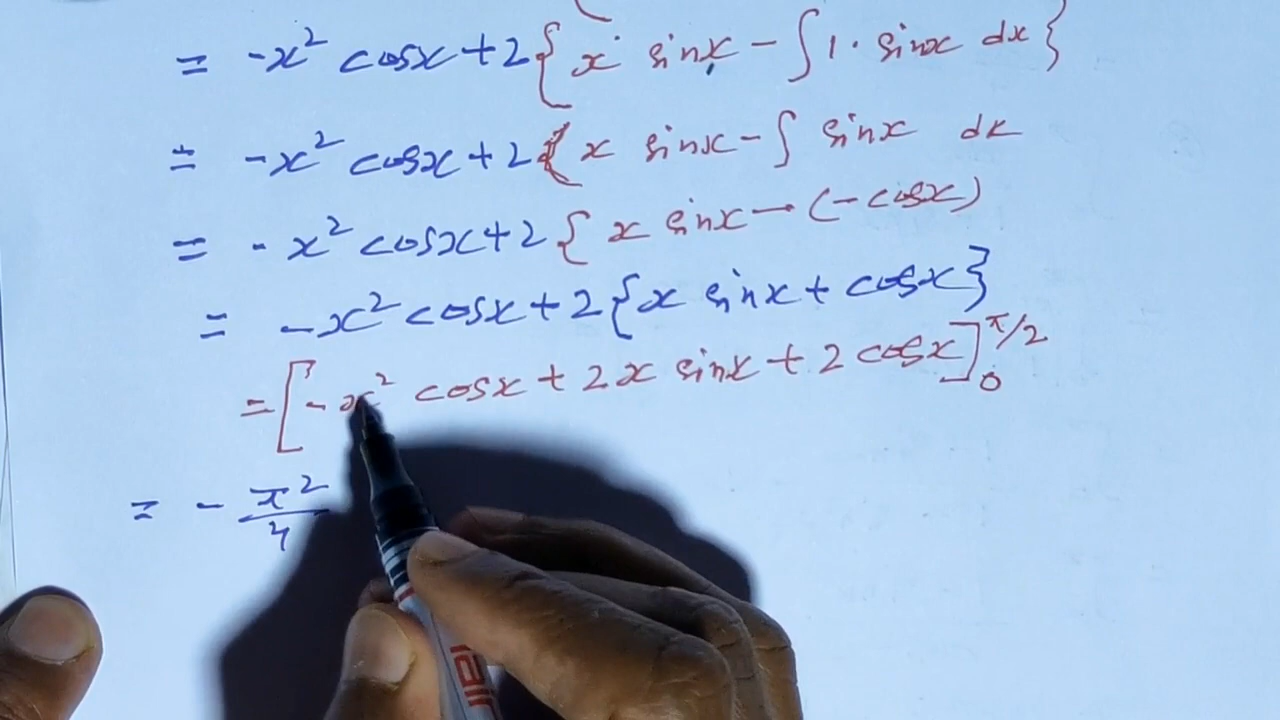 = -x² cosx + 2{ x sinx - ∫ 1· sinx dx }
= -x² cosx + 2{ x sinx - ∫ sinx dx
= -x² cosx + 2{ x sinx - (-cosx)
= -x² cosx + 2{ x sinx + cosx }
= [ -x² cosx + 2x sinx + 2 cosx ]₀^π/2
= - π²/4